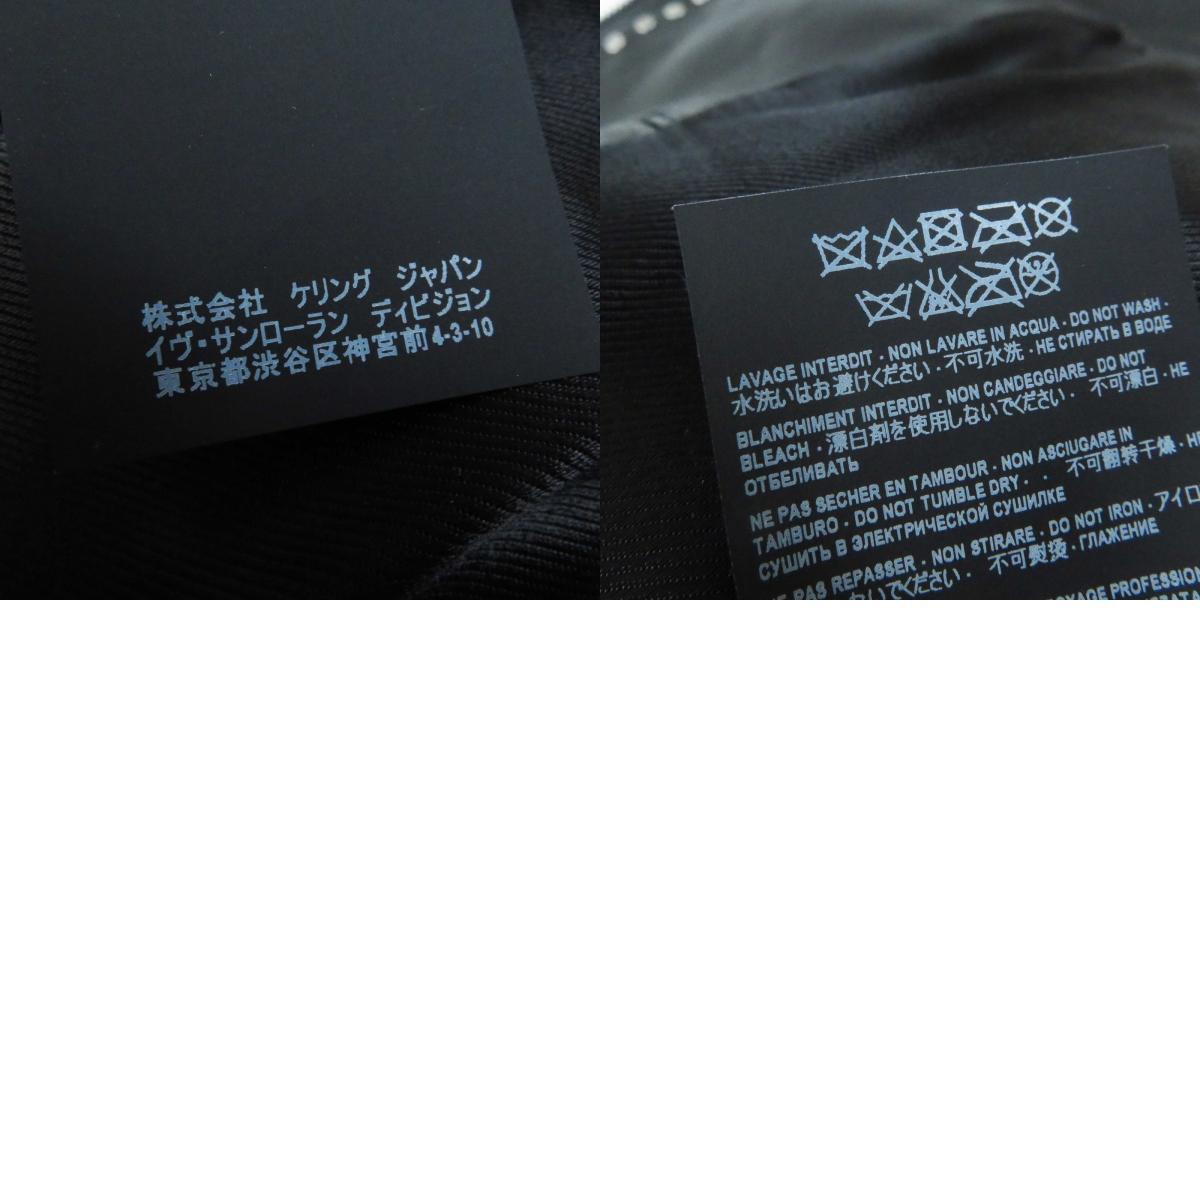 株式会社 ケリング ジャパン
イヴ・サンローラン ディビジョン
東京都渋谷区神宮前4-3-10
LAVAGE INTERDIT · NON LAVARE IN ACQUA · DO NOT WASH ·
水洗いはお避けください · 不可水洗 · НЕ СТИРАТЬ В ВОДЕ
BLANCHIMENT INTERDIT · NON CANDEGGIARE · DO NOT
BLEACH · 漂白剤を使用しないでください · 不可漂白 · НЕ
ОТБЕЛИВАТЬ
NE PAS SECHER EN TAMBOUR · NON ASCIUGARE IN
TAMBURO · DO NOT TUMBLE DRY · · 不可翻转干燥 · НЕ
СУШИТЬ В ЭЛЕКТРИЧЕСКОЙ СУШИЛКЕ
NE PAS REPASSER · NON STIRARE · DO NOT IRON · アイロ
ないでください · 不可熨烫 · ГЛАЖЕНИЕ